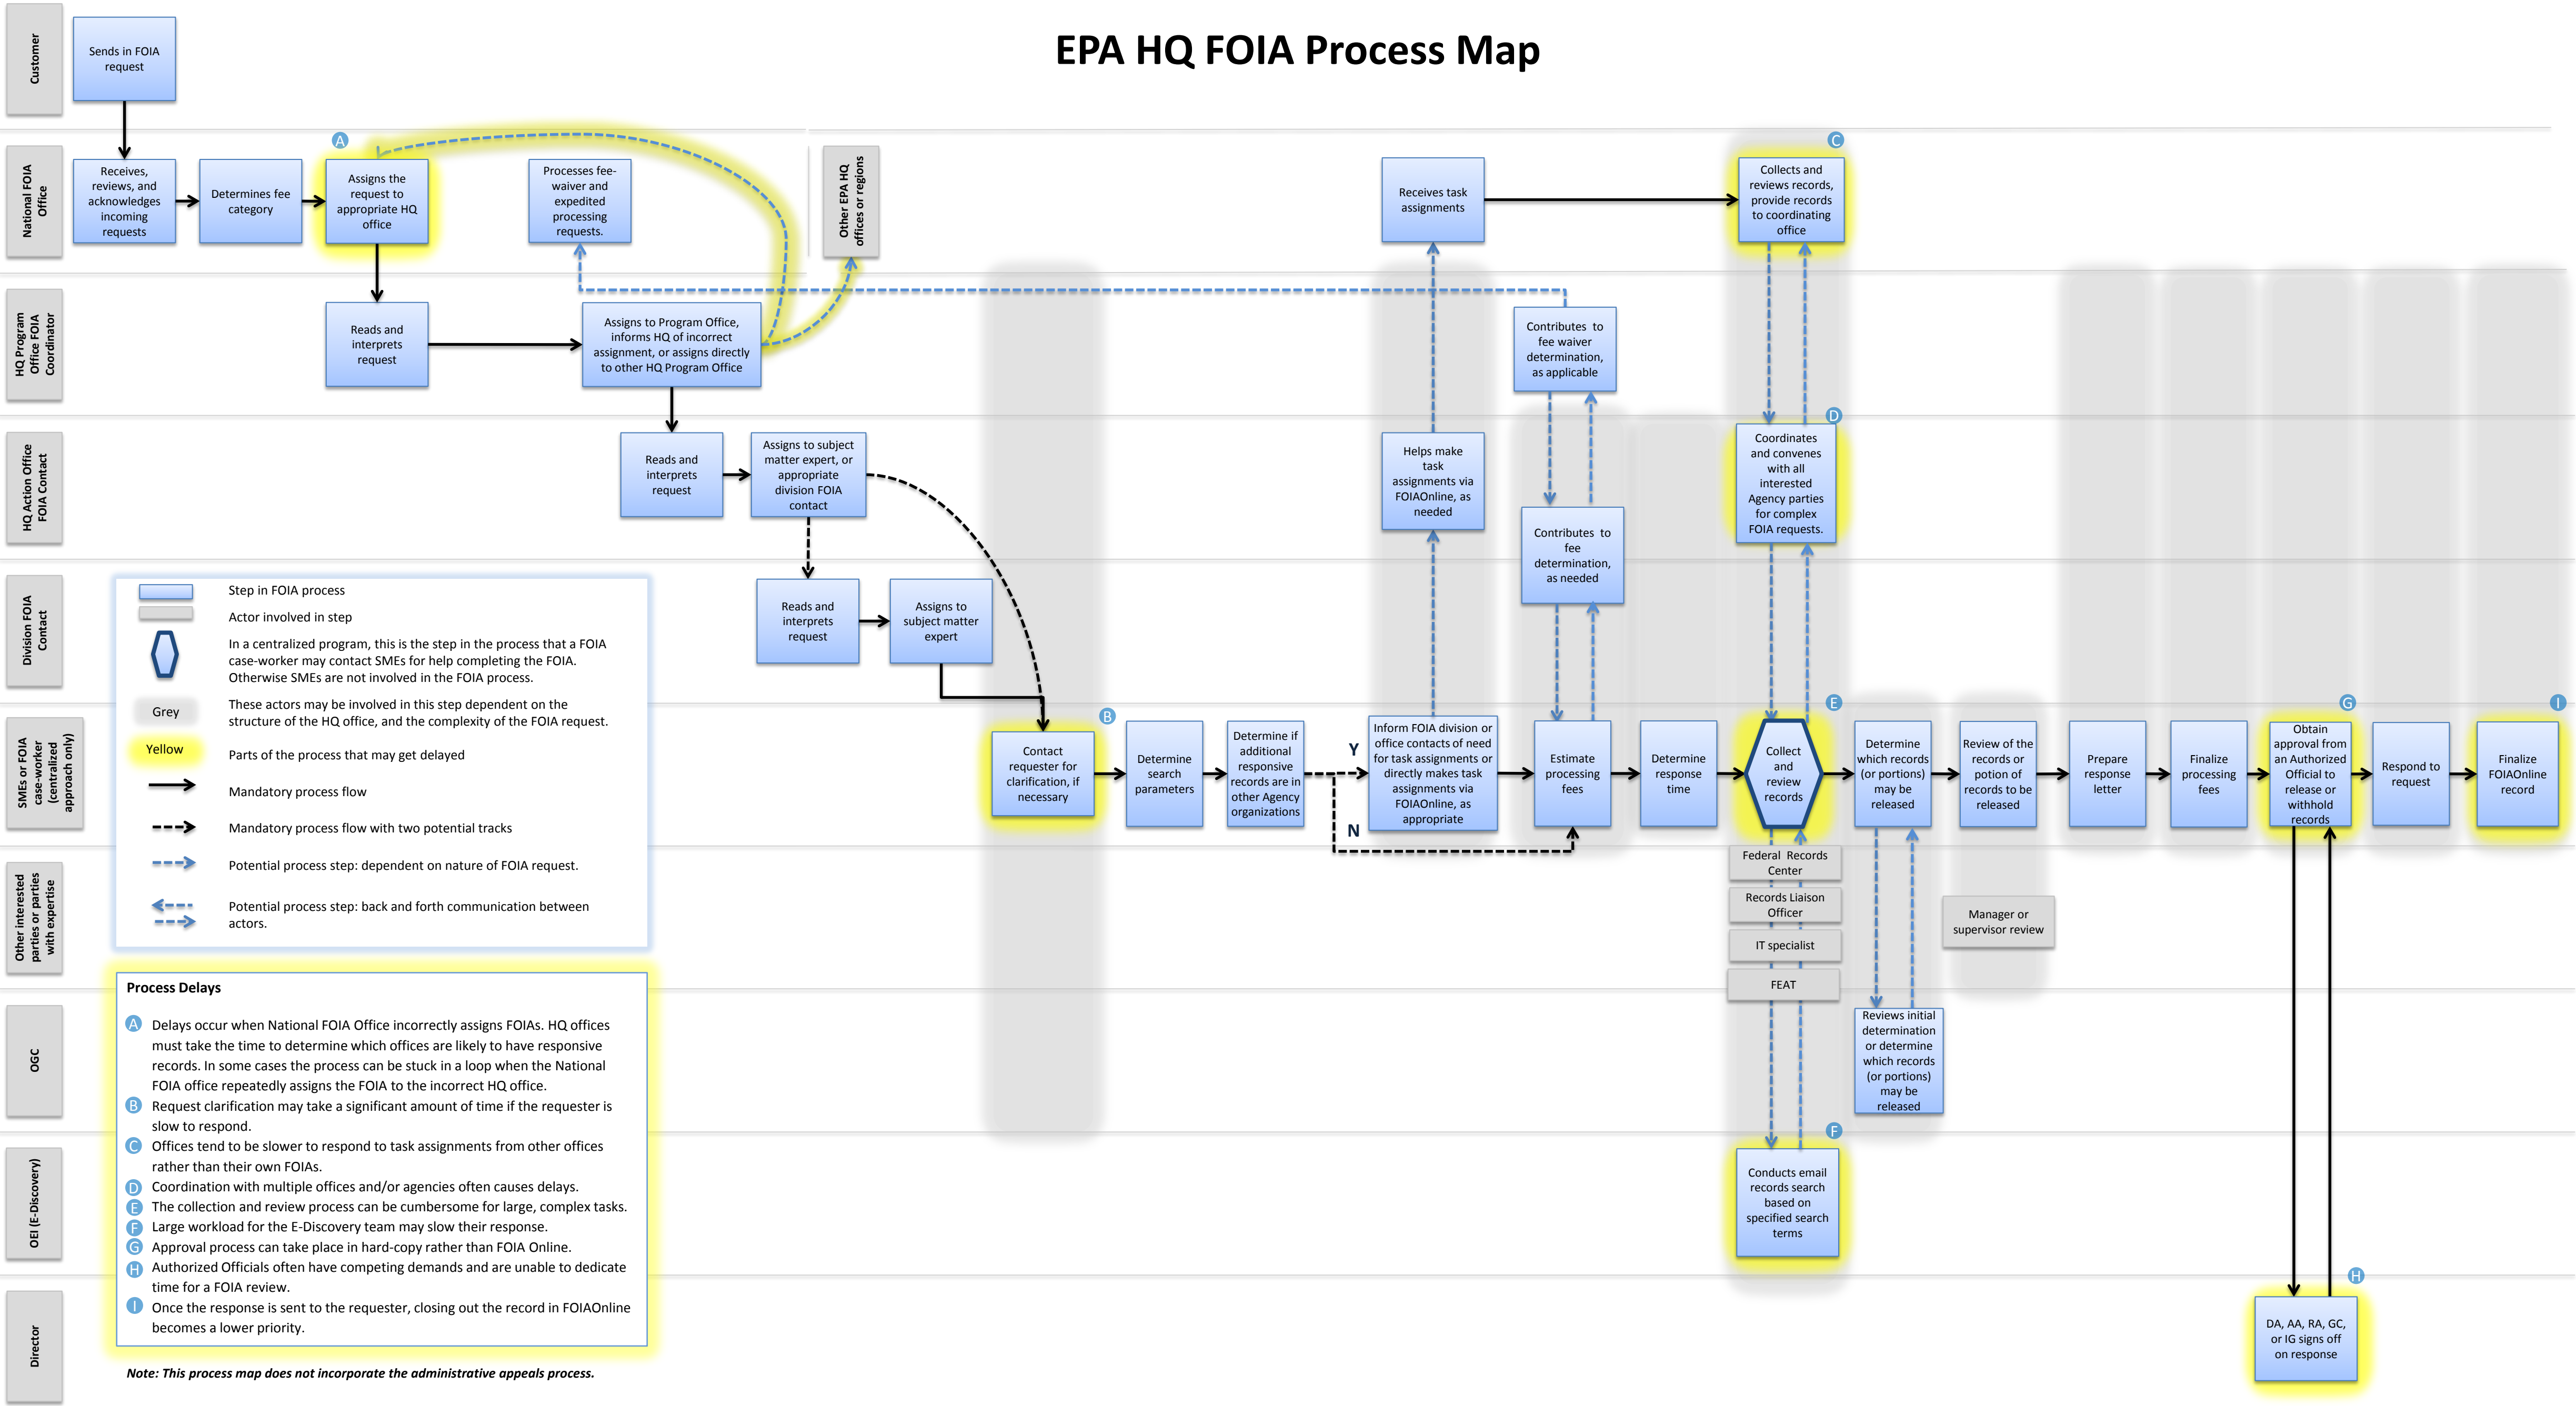 EPA HQ FOIA Process Map
Customer
Sends in FOIA
request
National FOIA
Office
Receives,
reviews, and
acknowledges
incoming
requests
Determines fee
category
A
Assigns the
request to
appropriate HQ
office
Processes fee-
waiver and
expedited
processing
requests.
Other EPA HQ
offices or regions
Receives task
assignments
C
Collects and
reviews records,
provide records
to coordinating
office
HQ Program
Office FOIA
Coordinator
Reads and
interprets
request
Assigns to Program Office,
informs HQ of incorrect
assignment, or assigns directly
to other HQ Program Office
Contributes to
fee waiver
determination,
as applicable
HQ Action Office
FOIA Contact
Reads and
interprets
request
Assigns to subject
matter expert, or
appropriate
division FOIA
contact
Helps make
task
assignments via
FOIAOnline, as
needed
Contributes to
fee
determination,
as needed
D
Coordinates
and convenes
with all
interested
Agency parties
for complex
FOIA requests.
Division FOIA
Contact
Reads and
interprets
request
Assigns to
subject matter
expert
SMEs or FOIA
case-worker
(centralized
approach only)
B
Contact
requester for
clarification, if
necessary
Determine
search
parameters
Determine if
additional
responsive
records are in
other Agency
organizations
Y
N
Inform FOIA division or
office contacts of need
for task assignments or
directly makes task
assignments via
FOIAOnline, as
appropriate
Estimate
processing
fees
Determine
response
time
E
Collect
and
review
records
Determine
which records
(or portions)
may be
released
Review of the
records or
potion of
records to be
released
Prepare
response
letter
Finalize
processing
fees
G
Obtain
approval from
an Authorized
Official to
release or
withhold
records
Respond to
request
I
Finalize
FOIAOnline
record
Other interested
parties or parties
with expertise
Federal Records
Center
Records Liaison
Officer
IT specialist
FEAT
Manager or
supervisor review
OGC
Reviews initial
determination
or determine
which records
(or portions)
may be
released
OEI (E-Discovery)
F
Conducts email
records search
based on
specified search
terms
Director
H
DA, AA, RA, GC,
or IG signs off
on response
Step in FOIA process
Actor involved in step
In a centralized program, this is the step in the process that a FOIA
case-worker may contact SMEs for help completing the FOIA.
Otherwise SMEs are not involved in the FOIA process.
Grey
These actors may be involved in this step dependent on the
structure of the HQ office, and the complexity of the FOIA request.
Yellow
Parts of the process that may get delayed
Mandatory process flow
Mandatory process flow with two potential tracks
Potential process step: dependent on nature of FOIA request.
Potential process step: back and forth communication between
actors.
Process Delays
A Delays occur when National FOIA Office incorrectly assigns FOIAs. HQ offices
must take the time to determine which offices are likely to have responsive
records. In some cases the process can be stuck in a loop when the National
FOIA office repeatedly assigns the FOIA to the incorrect HQ office.
B Request clarification may take a significant amount of time if the requester is
slow to respond.
C Offices tend to be slower to respond to task assignments from other offices
rather than their own FOIAs.
D Coordination with multiple offices and/or agencies often causes delays.
E The collection and review process can be cumbersome for large, complex tasks.
F Large workload for the E-Discovery team may slow their response.
G Approval process can take place in hard-copy rather than FOIA Online.
H Authorized Officials often have competing demands and are unable to dedicate
time for a FOIA review.
I Once the response is sent to the requester, closing out the record in FOIAOnline
becomes a lower priority.
Note: This process map does not incorporate the administrative appeals process.